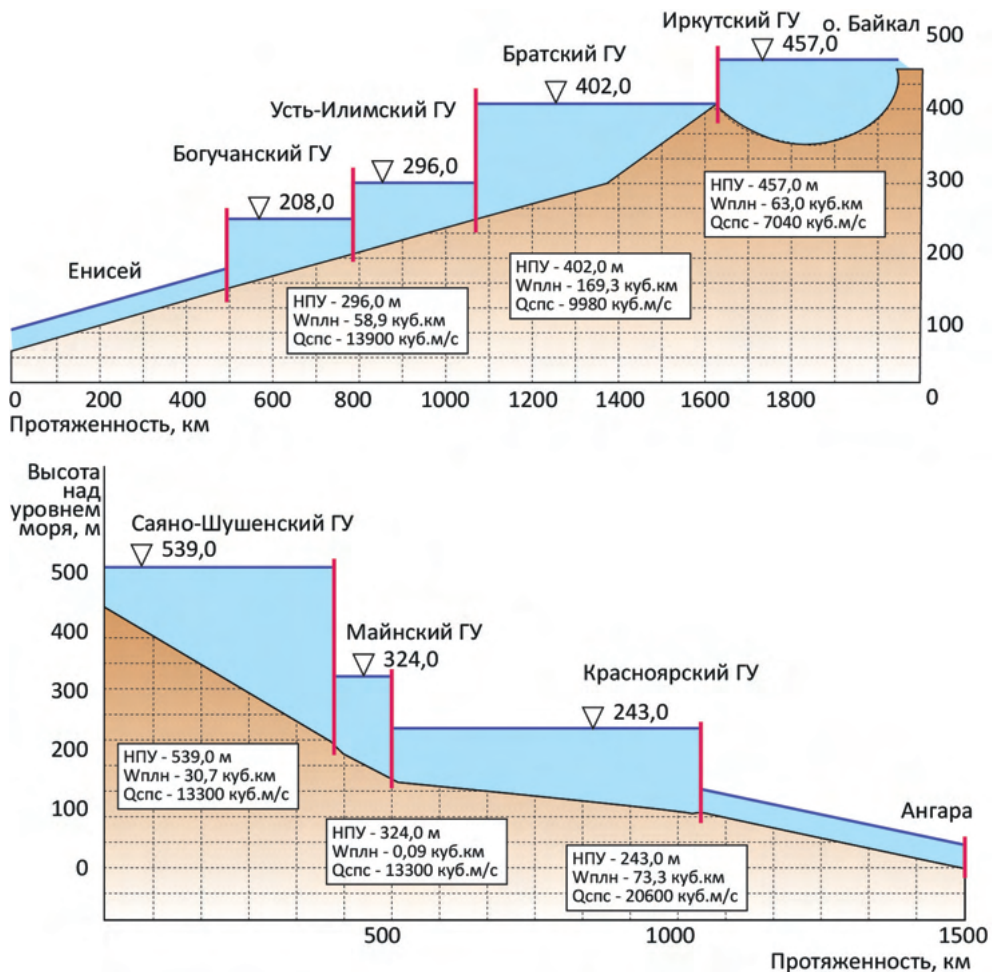 Иркутский ГУ
о. Байкал
500
457,0
Братский ГУ
402,0
400
Усть-Илимский ГУ
Богучанский ГУ
296,0
300
208,0
НПУ - 457,0 м
Wплн - 63,0 куб.км
Qспс - 7040 куб.м/с
200
Енисей
НПУ - 402,0 м
Wплн - 169,3 куб.км
Qспс - 9980 куб.м/с
НПУ - 296,0 м
Wплн - 58,9 куб.км
Qспс - 13900 куб.м/с
100
0
0 200 400 600 800 1000 1200 1400 1600 1800
Протяженность, км
Высота
над
уровнем
моря, м
Саяно-Шушенский ГУ
539,0
500
Майнский ГУ
400
324,0
Красноярский ГУ
300
243,0
200
НПУ - 539,0 м
Wплн - 30,7 куб.км
Qспс - 13300 куб.м/с
100
Ангара
НПУ - 324,0 м
Wплн - 0,09 куб.км
Qспс - 13300 куб.м/с
НПУ - 243,0 м
Wплн - 73,3 куб.км
Qспс - 20600 куб.м/с
0
500 1000 1500
Протяженность, км